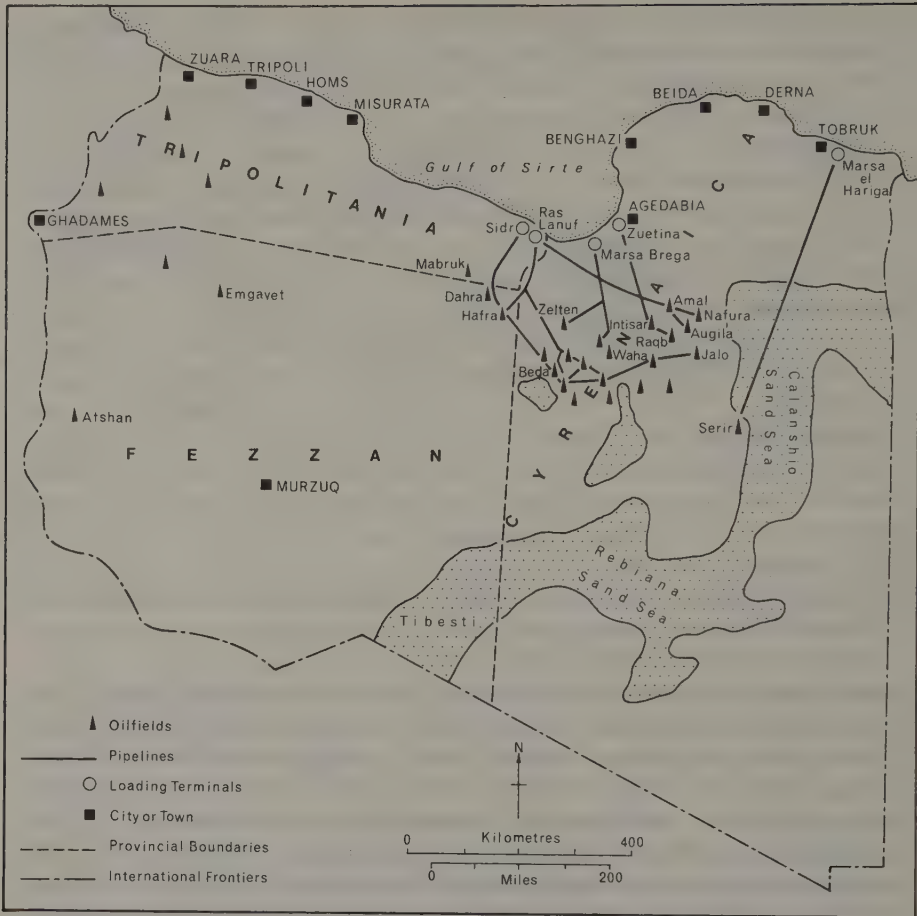 ZUARA
TRIPOLI
HOMS
MISURATA
BEIDA
DERNA
BENGHAZI
TOBRUK
Marsa
el
Hariga
TRIPOLITANIA
Gulf of Sirte
GHADAMES
Sidr
Ras
Lanuf
AGEDABIA
Zuetina
Marsa Brega
Mabruk
Emgavet
Dahra
Hafra
Zelten
Amal
Nafura
Intisar
Augila
Raqb
Waha
Jalo
Beda
Atshan
Serir
Calanshio
Sand Sea
FEZZAN
MURZUQ
CYRENAICA
Rebiana
Sand Sea
Tibesti
Oilfields
Pipelines
Loading Terminals
City or Town
Provincial Boundaries
International Frontiers
N
0 Kilometres 400
0 Miles 200